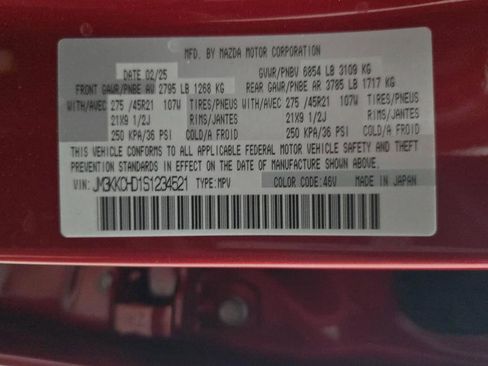 MFD. BY MAZDA MOTOR CORPORATION
DATE 02/25 GVWR/PNBV 6854 LB 3109 KG
FRONT GAWR/PNBE AV 2795 LB 1268 KG REAR GAWR/PNBE AR 3785 LB 1717 KG
WITH/AVEC 275 /45R21 107W TIRES/PNEUS WITH/AVEC 275 /45R21 107W TIRES/PNEUS
21X9 1/2J RIMS/JANTES 21X9 1/2J RIMS/JANTES
250 KPA/36 PSI COLD/A FROID 250 KPA/36 PSI COLD/A FROID
THIS VEHICLE CONFORMS TO ALL APPLICABLE FEDERAL MOTOR VEHICLE SAFETY AND THEFT
PREVENTION STANDARDS IN EFFECT ON THE DATE OF MANUFACTURE SHOWN ABOVE.
VIN: JM3KKCHD1S1234521 TYPE: MPV COLOR CODE: 46V MADE IN JAPAN